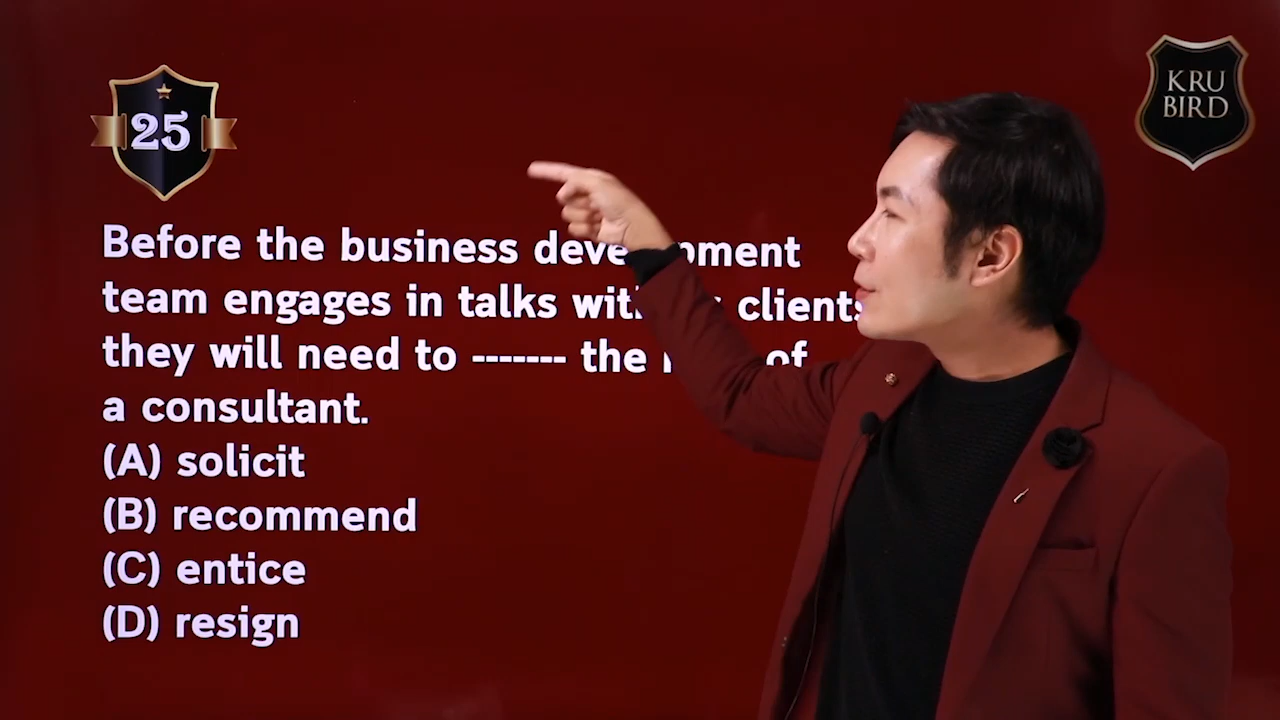 25
KRU
BIRD
Before the business
team engages in talks clients
they will need to ------- the of
a consultant.
(A) solicit
(B) recommend
(C) entice
(D) resign